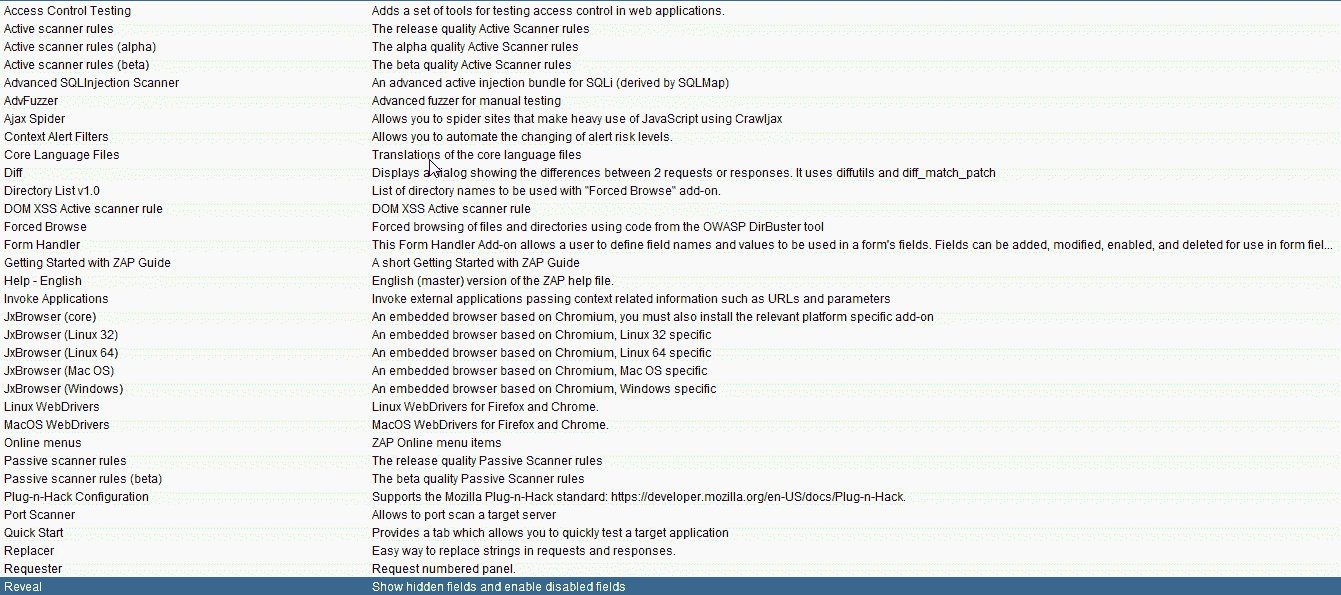 Access Control Testing Adds a set of tools for testing access control in web applications.
Active scanner rules The release quality Active Scanner rules
Active scanner rules (alpha) The alpha quality Active Scanner rules
Active scanner rules (beta) The beta quality Active Scanner rules
Advanced SQLInjection Scanner An advanced active injection bundle for SQLi (derived by SQLMap)
AdvFuzzer Advanced fuzzer for manual testing
Ajax Spider Allows you to spider sites that make heavy use of JavaScript using Crawljax
Context Alert Filters Allows you to automate the changing of alert risk levels.
Core Language Files Translations of the core language files
Diff Displays a dialog showing the differences between 2 requests or responses. It uses diffutils and diff_match_patch
Directory List v1.0 List of directory names to be used with "Forced Browse" add-on.
DOM XSS Active scanner rule DOM XSS Active scanner rule
Forced Browse Forced browsing of files and directories using code from the OWASP DirBuster tool
Form Handler This Form Handler Add-on allows a user to define field names and values to be used in a form's fields. Fields can be added, modified, enabled, and deleted for use in form fiel...
Getting Started with ZAP Guide A short Getting Started with ZAP Guide
Help - English English (master) version of the ZAP help file.
Invoke Applications Invoke external applications passing context related information such as URLs and parameters
JxBrowser (core) An embedded browser based on Chromium, you must also install the relevant platform specific add-on
JxBrowser (Linux 32) An embedded browser based on Chromium, Linux 32 specific
JxBrowser (Linux 64) An embedded browser based on Chromium, Linux 64 specific
JxBrowser (Mac OS) An embedded browser based on Chromium, Mac OS specific
JxBrowser (Windows) An embedded browser based on Chromium, Windows specific
Linux WebDrivers Linux WebDrivers for Firefox and Chrome.
MacOS WebDrivers MacOS WebDrivers for Firefox and Chrome.
Online menus ZAP Online menu items
Passive scanner rules The release quality Passive Scanner rules
Passive scanner rules (beta) The beta quality Passive Scanner rules
Plug-n-Hack Configuration Supports the Mozilla Plug-n-Hack standard: https://developer.mozilla.org/en-US/docs/Plug-n-Hack.
Port Scanner Allows to port scan a target server
Quick Start Provides a tab which allows you to quickly test a target application
Replacer Easy way to replace strings in requests and responses.
Requester Request numbered panel.
Reveal Show hidden fields and enable disabled fields